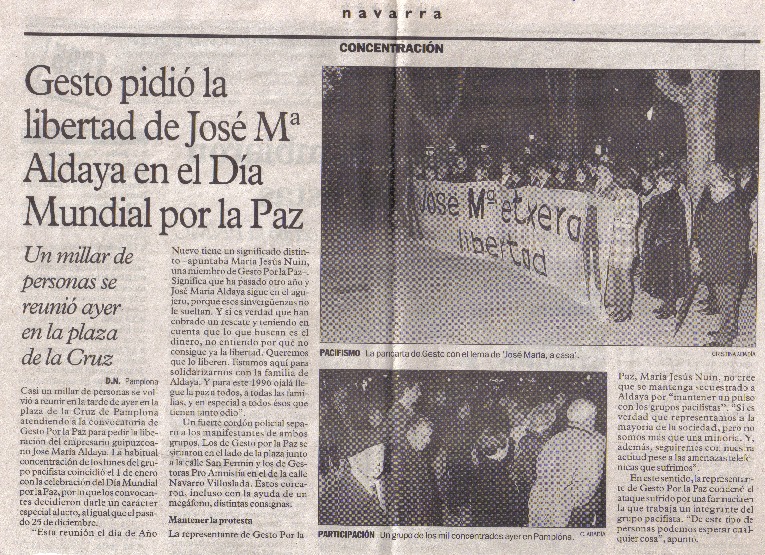 navarra
CONCENTRACIÓN
Gesto pidió la
libertad de José Mª
Aldaya en el Día
Mundial por la Paz
Un millar de
personas se
reunió ayer
en la plaza
de la Cruz
D.N. Pamplona
Casi un millar de personas se vol-
vió a reunir en la tarde de ayer en la
plaza de la Cruz de Pamplona
atendiendo a la convocatoria de
Gesto Por la Paz para pedir la libe-
ración del empresario guipuzcoa-
no José María Aldaya. La habitual
concentración de los lunes del gru-
po pacifista coincidió el 1 de enero
con la celebración del Día Mundial
por la Paz, por lo que los convocan-
tes decidieron darle un carácter
especial al acto, al igual que el pasa-
do 25 de diciembre.
"Esta reunión el día de Año
Nuevo tiene un significado distin-
to -apuntaba María Jesús Nuin,
una miembro de Gesto Por la Paz-.
Significa que ha pasado otro año y
José María Aldaya sigue en el agu-
jero, porque esos sinvergüenzas no
le sueltan. Y si es verdad que han
cobrado un rescate y teniendo en
cuenta que lo que buscan es el
dinero, no entiendo por qué no
consigue ya la libertad. Queremos
que lo liberen. Estamos aquí para
solidarizarnos con la familia de
Aldaya. Y para este 1996 ojalá lle-
gue la paz a todos, a todas las fami-
lias, y en especial a todos esos que
tienen tanto odio".
Un fuerte cordón policial sepa-
ró a los manifestantes de ambos
grupos. Los de Gesto por la Paz se
situaron en el lado de la plaza junto
a la calle San Fermín y los de Ges-
toras Pro Amnistía en el de la calle
Navarro Villoslada. Estos corea-
ron, incluso con la ayuda de un
megáfono, distintas consignas.
Mantener la protesta
La representante de Gesto Por la
José Mª etxera
libertad
PACIFISMO La pancarta de Gesto con el lema de 'José María, a casa'.
PARTICIPACIÓN Un grupo de los mil concentrados ayer en Pamplona.
Paz, María Jesús Nuin, no cree
que se mantenga secuestrado a
Aldaya por "mantener un pulso
con los grupos pacifistas". "Si es
verdad que representamos a la
mayoría de la sociedad, pero no
somos más que una minoría. Y,
además, seguiremos con nuestra
actitud pese a las amenazas telefó-
nicas que sufrimos".
En este sentido, la representan-
te de Gesto Por la Paz condenó el
ataque sufrido por una farmacia en
la que trabaja un integrante del
grupo pacifista. "De este tipo de
personas podemos esperar cual-
quier cosa", apuntó.